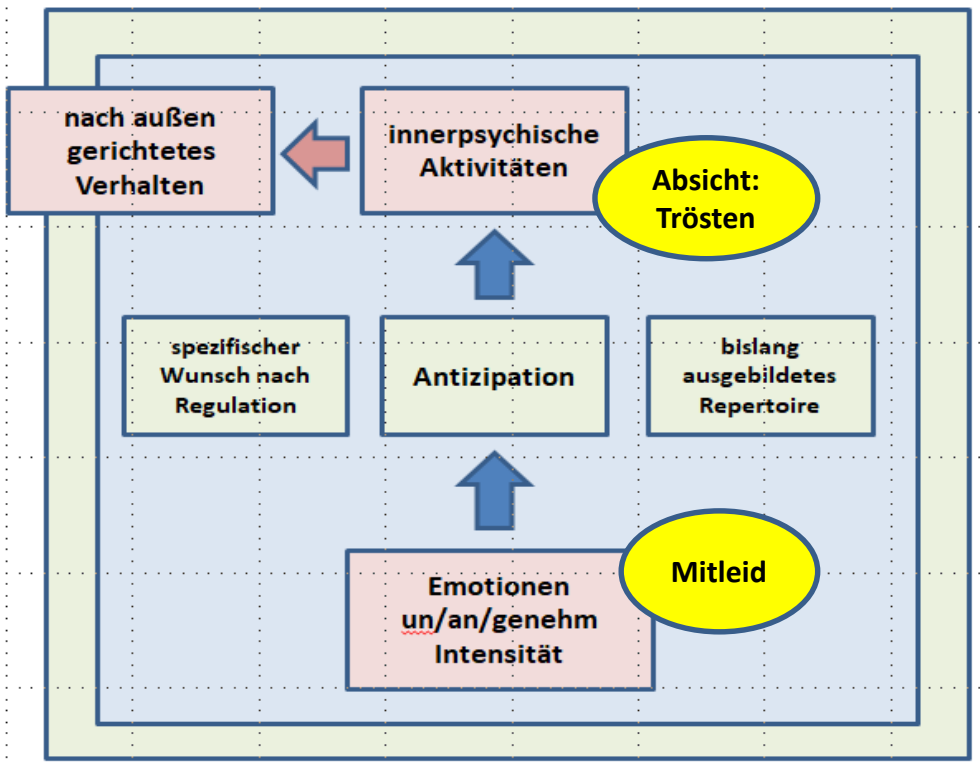 nach außen
gerichtetes
Verhalten
innerpsychische
Aktivitäten
Absicht:
Trösten
spezifischer
Wunsch nach
Regulation
Antizipation
bislang
ausgebildetes
Repertoire
Emotionen
un/an/genehm
Intensität
Mitleid